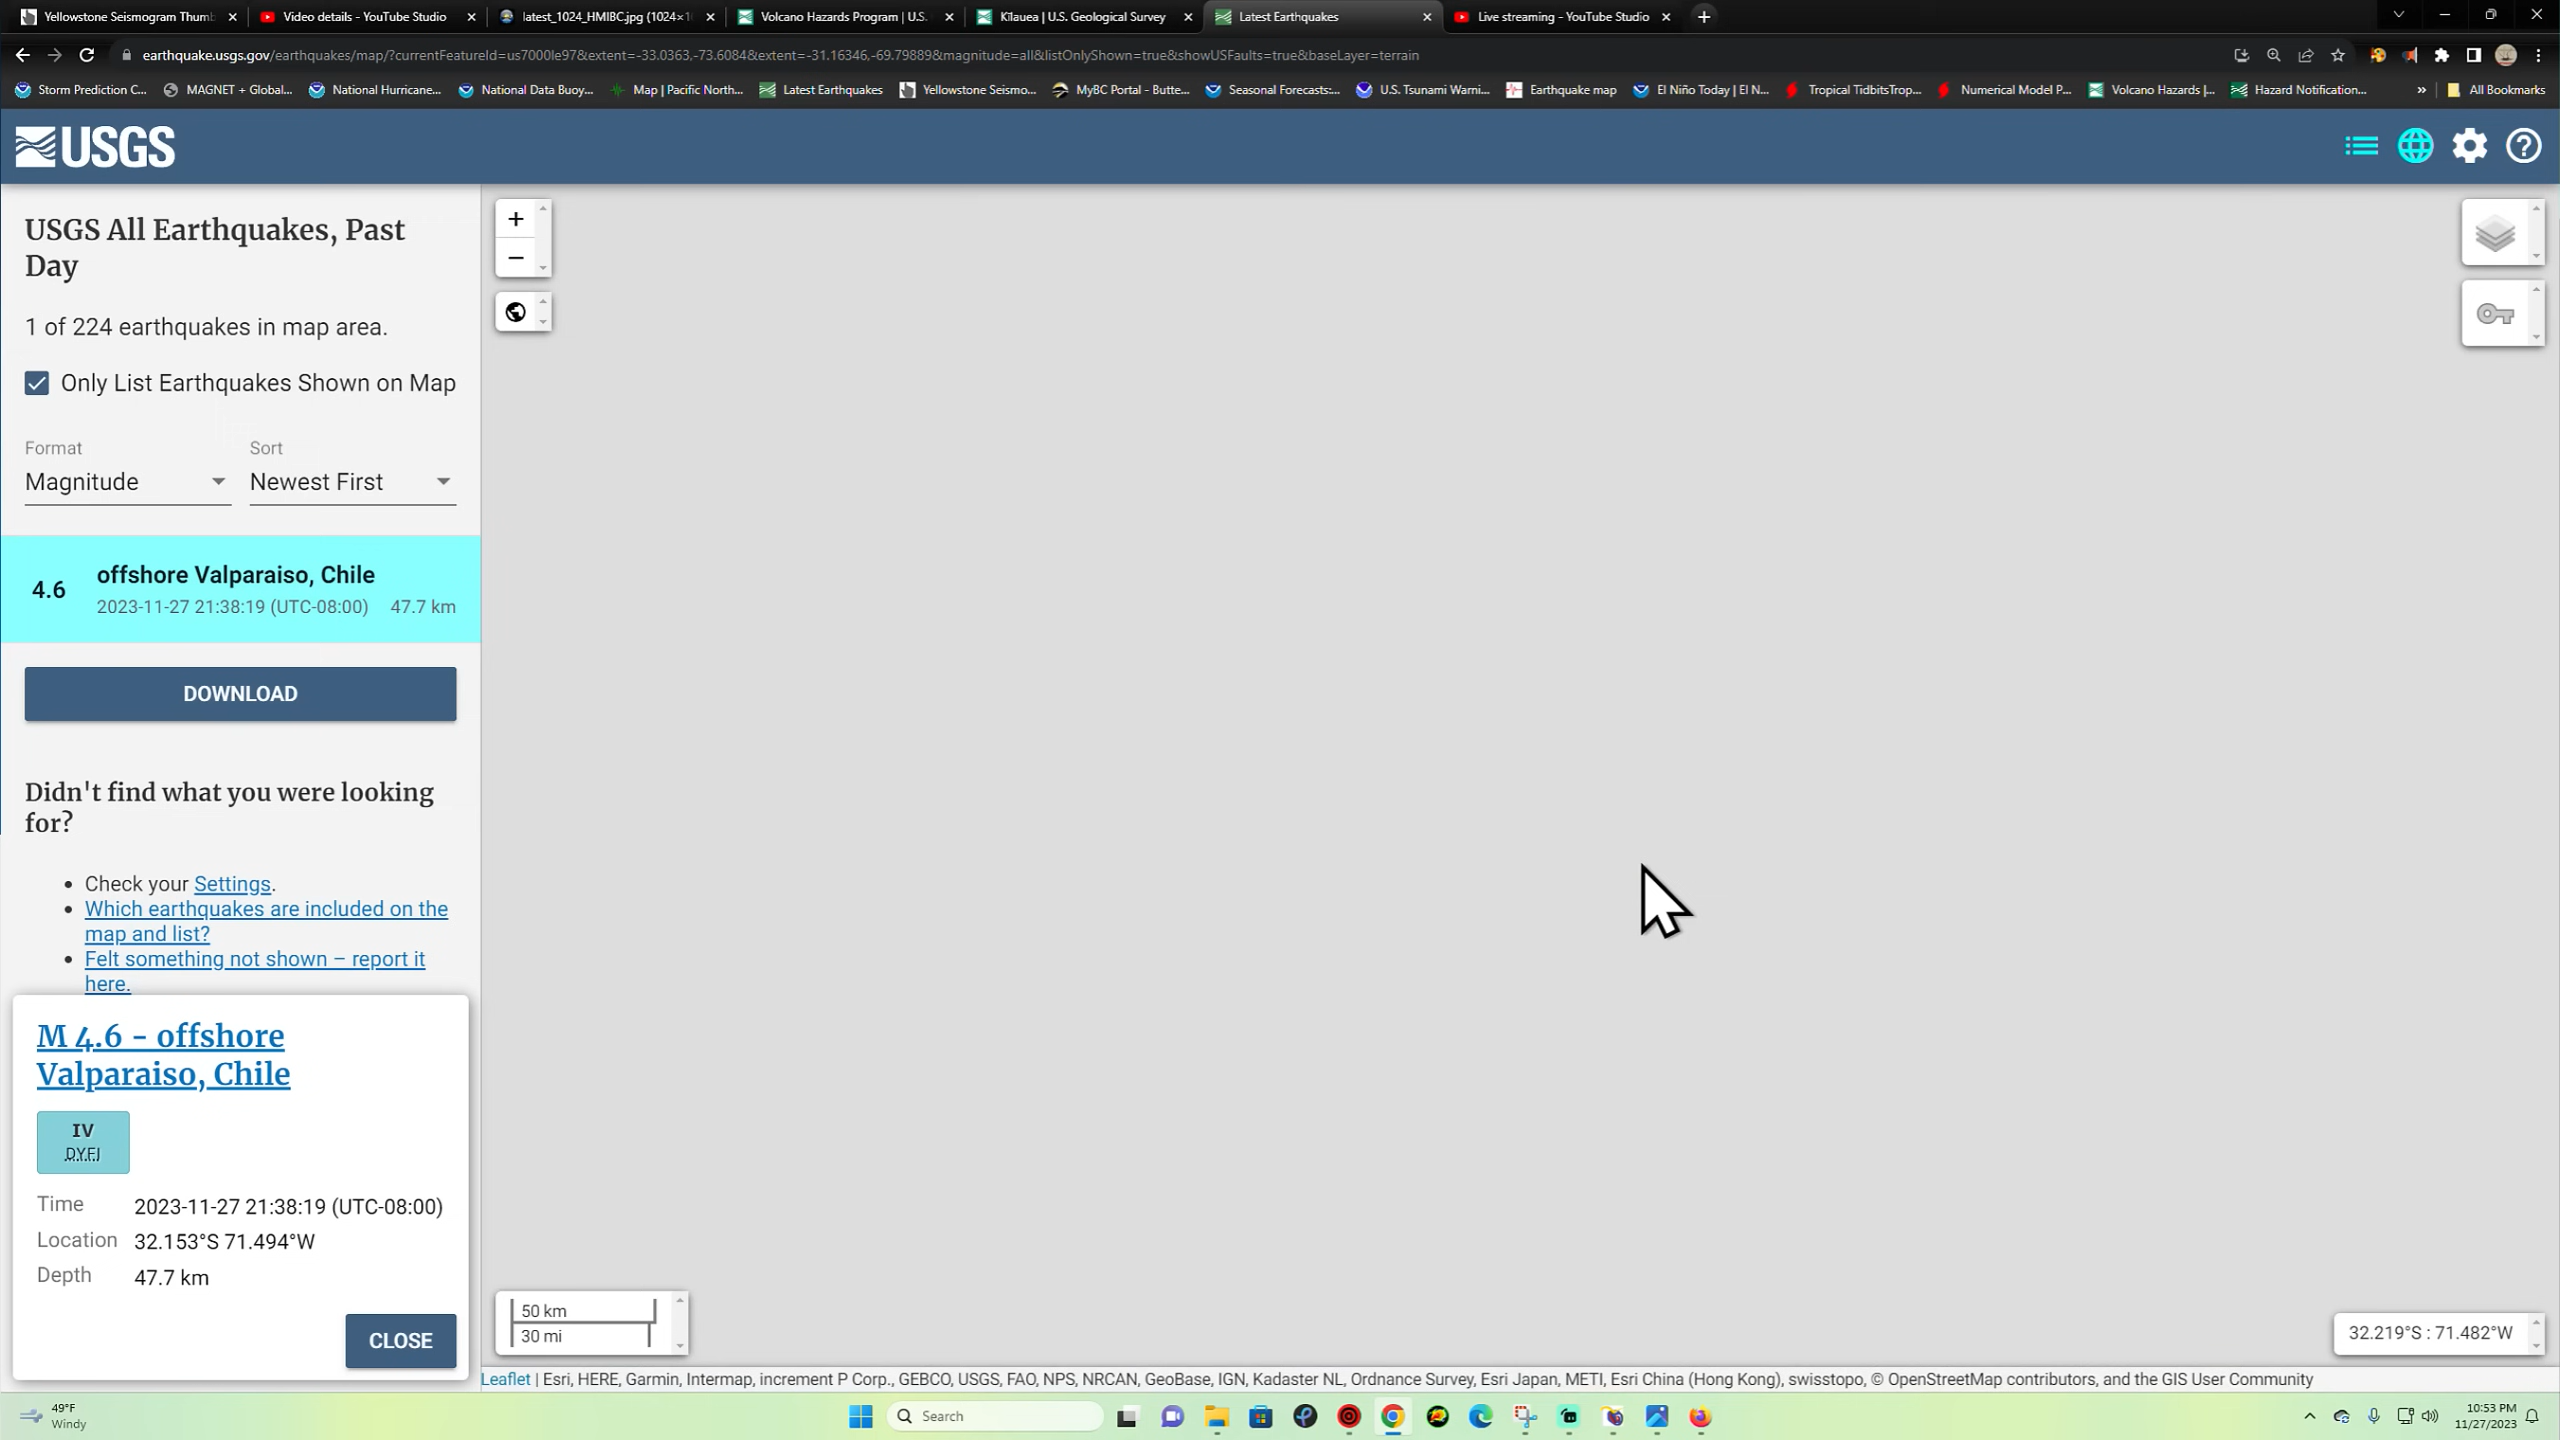 Yellowstone Seismogram Thumb
Video details - YouTube Studio
latest_1024_HMIBC.jpg (1024×1
Volcano Hazards Program | U.S.
Kīlauea | U.S. Geological Survey
Latest Earthquakes
Live streaming - YouTube Studio
earthquake.usgs.gov/earthquakes/map/?currentFeatureId=us7000le97&extent=-33.0363,-73.6084&extent=-31.16346,-69.79889&magnitude=all&listOnlyShown=true&showUSFaults=true&baseLayer=terrain
Storm Prediction C...
MAGNET + Global...
National Hurricane...
National Data Buoy...
Map | Pacific North...
Latest Earthquakes
Yellowstone Seismo...
MyBC Portal - Butte...
Seasonal Forecasts:...
U.S. Tsunami Warni...
Earthquake map
El Niño Today | El N...
Tropical TidbitsTrop...
Numerical Model P...
Volcano Hazards |...
Hazard Notification...
»
All Bookmarks
USGS
USGS All Earthquakes, Past
Day
1 of 224 earthquakes in map area.
Only List Earthquakes Shown on Map
Format
Sort
Magnitude
Newest First
4.6
offshore Valparaiso, Chile
2023-11-27 21:38:19 (UTC-08:00) 47.7 km
DOWNLOAD
Didn't find what you were looking
for?
• Check your Settings.
• Which earthquakes are included on the
map and list?
• Felt something not shown – report it
here.
M 4.6 - offshore
Valparaiso, Chile
IV
DYFI
Time 2023-11-27 21:38:19 (UTC-08:00)
Location 32.153°S 71.494°W
Depth 47.7 km
CLOSE
+
−
50 km
30 mi
32.219°S : 71.482°W
Leaflet | Esri, HERE, Garmin, Intermap, increment P Corp., GEBCO, USGS, FAO, NPS, NRCAN, GeoBase, IGN, Kadaster NL, Ordnance Survey, Esri Japan, METI, Esri China (Hong Kong), swisstopo, © OpenStreetMap contributors, and the GIS User Community
49°F
Windy
Search
10:53 PM
11/27/2023